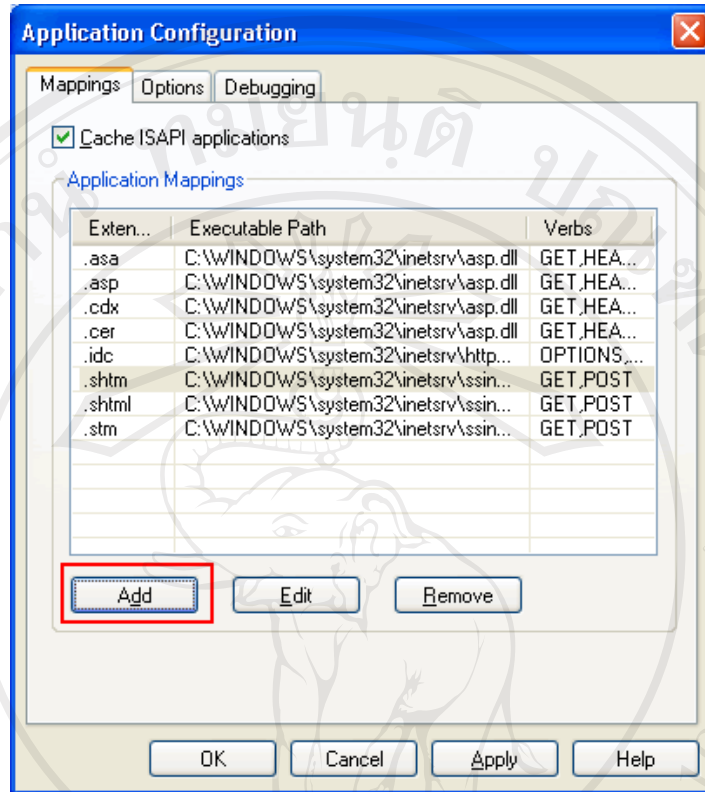 Application Configuration
Mappings Options Debugging
Cache ISAPI applications
Application Mappings
Exten... Executable Path Verbs
.asa C:\WINDOWS\system32\inetsrv\asp.dll GET,HEA...
.asp C:\WINDOWS\system32\inetsrv\asp.dll GET,HEA...
.cdx C:\WINDOWS\system32\inetsrv\asp.dll GET,HEA...
.cer C:\WINDOWS\system32\inetsrv\asp.dll GET,HEA...
.idc C:\WINDOWS\system32\inetsrv\http... OPTIONS,...
.shtm C:\WINDOWS\system32\inetsrv\ssin... GET,POST
.shtml C:\WINDOWS\system32\inetsrv\ssin... GET,POST
.stm C:\WINDOWS\system32\inetsrv\ssin... GET,POST
Add Edit Remove
OK Cancel Apply Help